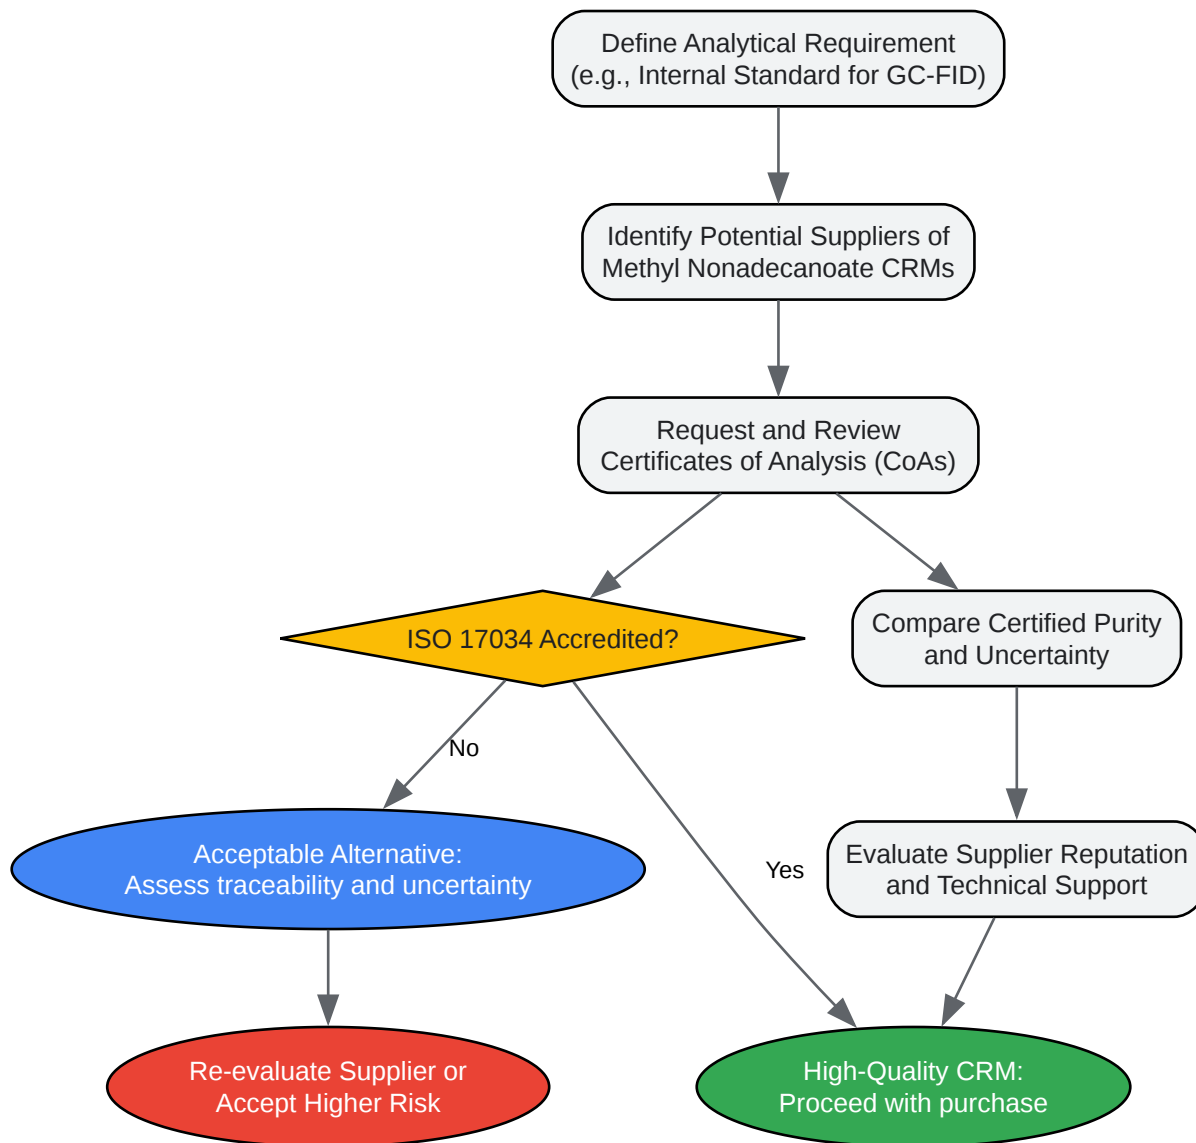 Define Analytical Requirement
(e.g., Internal Standard for GC-FID)
Identify Potential Suppliers of
Methyl Nonadecanoate CRMs
Request and Review
Certificates of Analysis (CoAs)
ISO 17034 Accredited?
Compare Certified Purity
and Uncertainty
No
Yes
Acceptable Alternative:
Assess traceability and uncertainty
Evaluate Supplier Reputation
and Technical Support
Re-evaluate Supplier or
Accept Higher Risk
High-Quality CRM:
Proceed with purchase